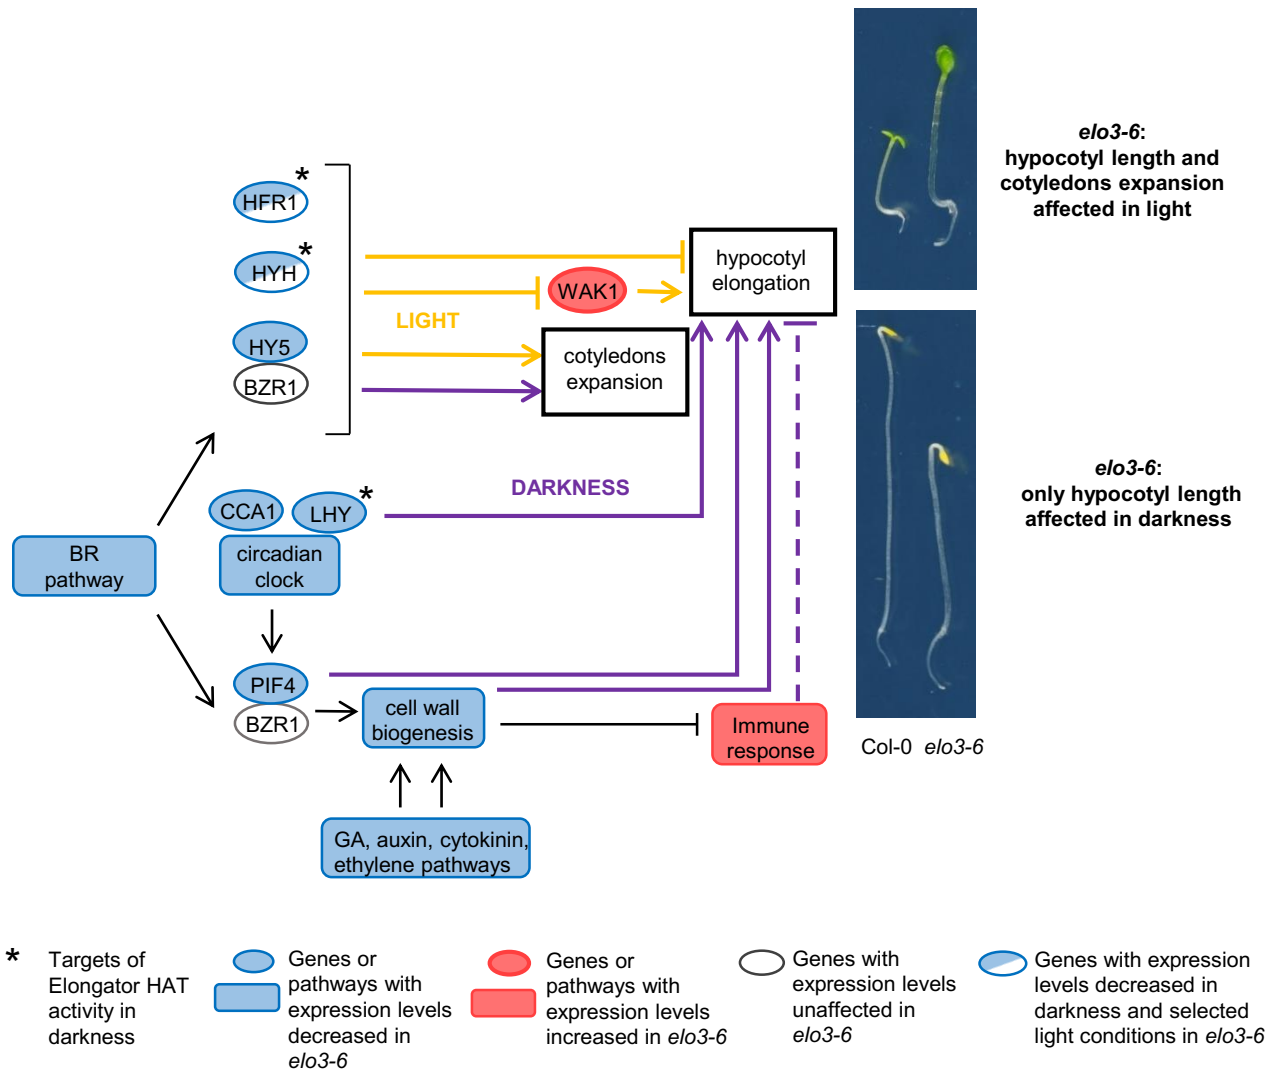 elo3-6:
hypocotyl length and
cotyledons expansion
affected in light
*
HFR1
*
HYH
HY5
BZR1
LIGHT
WAK1
hypocotyl
elongation
cotyledons
expansion
DARKNESS
elo3-6:
only hypocotyl length
affected in darkness
BR
pathway
CCA1
LHY
*
circadian
clock
PIF4
BZR1
cell wall
biogenesis
Immune
response
Col-0 elo3-6
GA, auxin, cytokinin,
ethylene pathways
*
Targets of
Elongator HAT
activity in
darkness
Genes or
pathways with
expression levels
decreased in
elo3-6
Genes or
pathways with
expression levels
increased in elo3-6
Genes with
expression levels
unaffected in
elo3-6
Genes with expression
levels decreased in
darkness and selected
light conditions in elo3-6